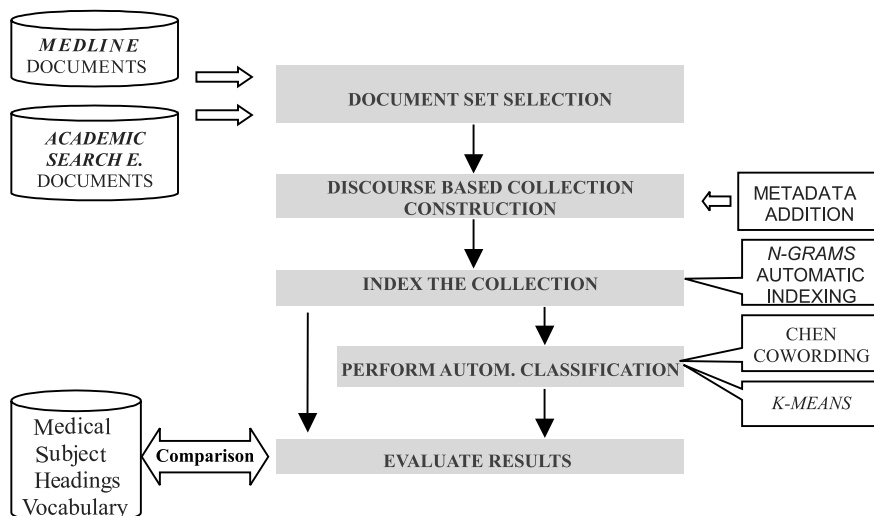 MEDLINE
DOCUMENTS
ACADEMIC
SEARCH E.
DOCUMENTS
DOCUMENT SET SELECTION
DISCOURSE BASED COLLECTION
CONSTRUCTION
METADATA
ADDITION
INDEX THE COLLECTION
N-GRAMS
AUTOMATIC
INDEXING
PERFORM AUTOM. CLASSIFICATION
CHEN
COWORDING
K-MEANS
Medical
Subject
Headings
Vocabulary
Comparison
EVALUATE RESULTS